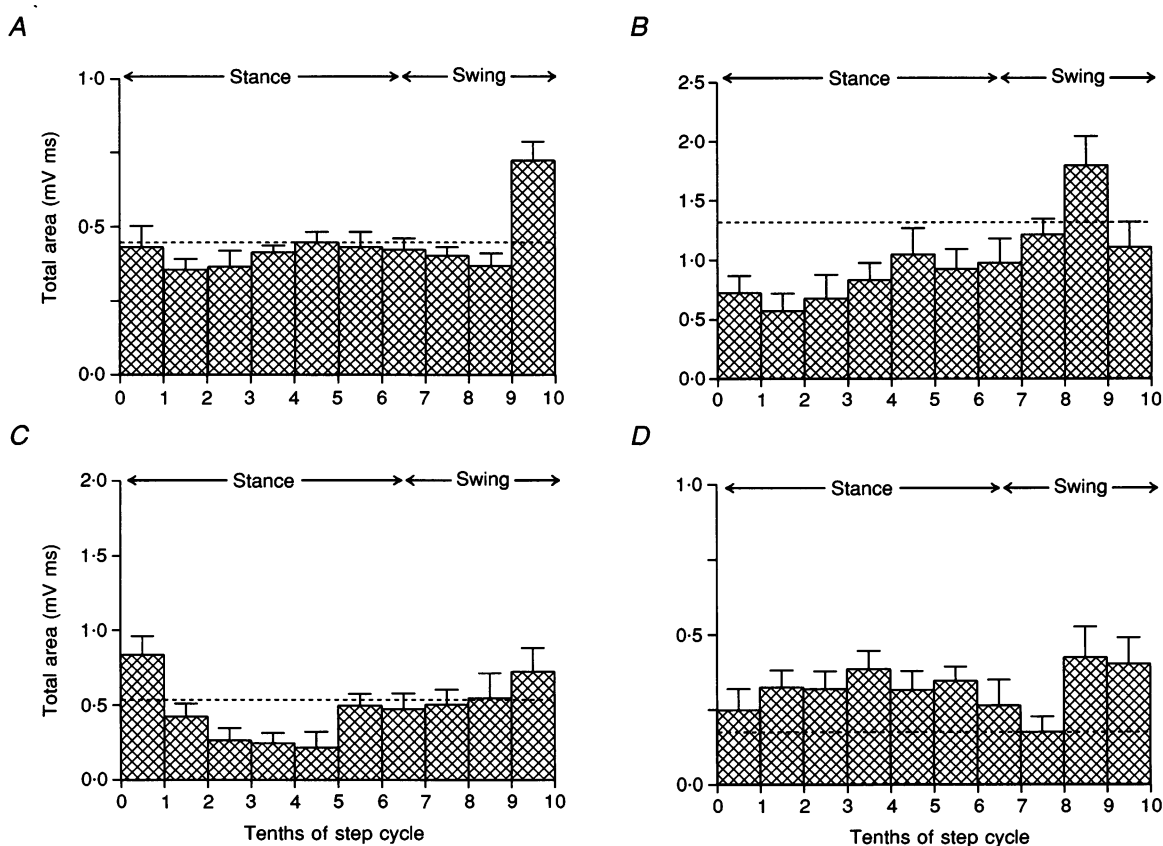 A
Total area (mV ms)
Stance
Swing
1·0
0·5
0·0
0 1 2 3 4 5 6 7 8 9 10
B
Stance
Swing
2·5
2·0
1·5
1·0
0·5
0·0
0 1 2 3 4 5 6 7 8 9 10
C
Total area (mV ms)
Stance
Swing
2·0
1·5
1·0
0·5
0·0
0 1 2 3 4 5 6 7 8 9 10
Tenths of step cycle
D
Stance
Swing
1·0
0·5
0·0
0 1 2 3 4 5 6 7 8 9 10
Tenths of step cycle